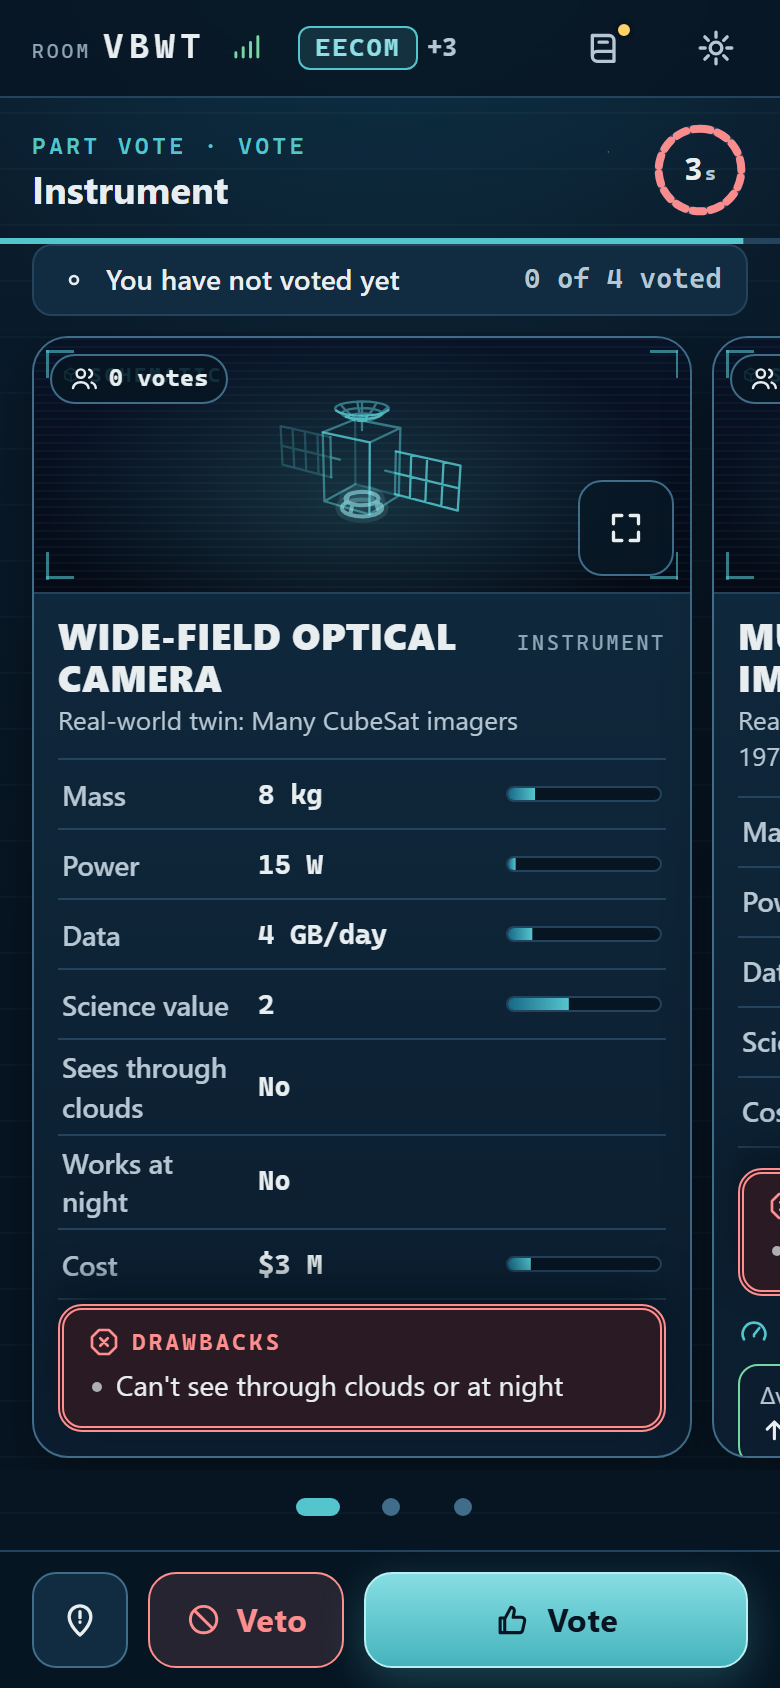 ROOM VBWT EECOM +3
PART VOTE · VOTE
Instrument
3s
You have not voted yet 0 of 4 voted
0 votes
WIDE-FIELD OPTICAL CAMERA
INSTRUMENT
Real-world twin: Many CubeSat imagers
Mass 8 kg
Power 15 W
Data 4 GB/day
Science value 2
Sees through clouds No
Works at night No
Cost $3 M
DRAWBACKS
Can't see through clouds or at night
Veto
Vote